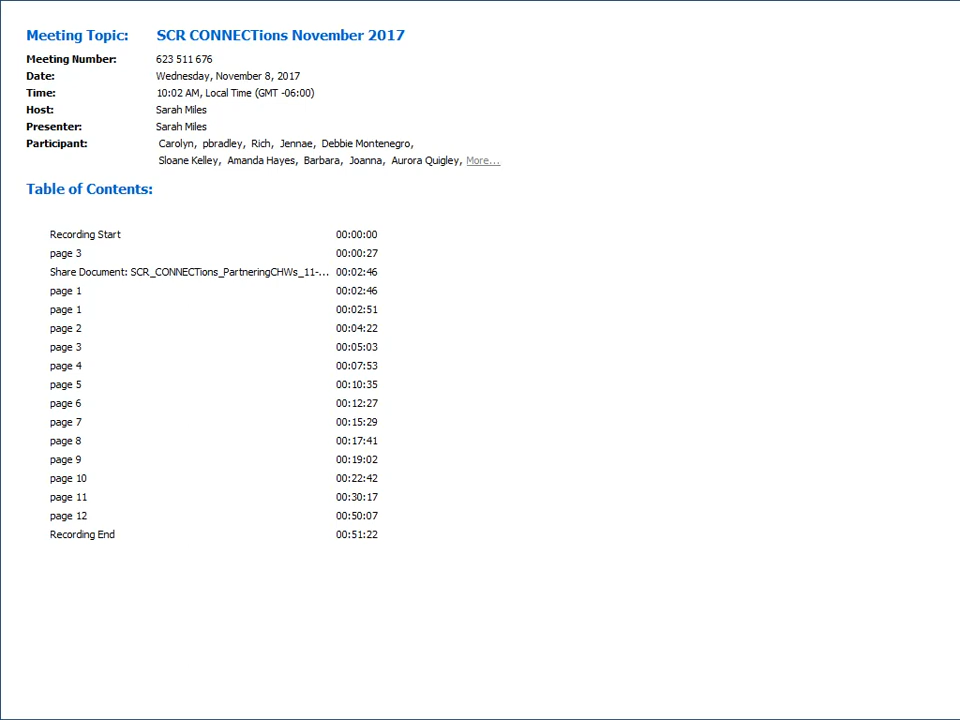 Meeting Topic: SCR CONNECTions November 2017
Meeting Number: 623 511 676
Date: Wednesday, November 8, 2017
Time: 10:02 AM, Local Time (GMT -06:00)
Host: Sarah Miles
Presenter: Sarah Miles
Participant: Carolyn, pbradley, Rich, Jennae, Debbie Montenegro,
Sloane Kelley, Amanda Hayes, Barbara, Joanna, Aurora Quigley, More...
Table of Contents:
Recording Start 00:00:00
page 3 00:00:27
Share Document: SCR_CONNECTions_PartneringCHWs_11-... 00:02:46
page 1 00:02:46
page 1 00:02:51
page 2 00:04:22
page 3 00:05:03
page 4 00:07:53
page 5 00:10:35
page 6 00:12:27
page 7 00:15:29
page 8 00:17:41
page 9 00:19:02
page 10 00:22:42
page 11 00:30:17
page 12 00:50:07
Recording End 00:51:22